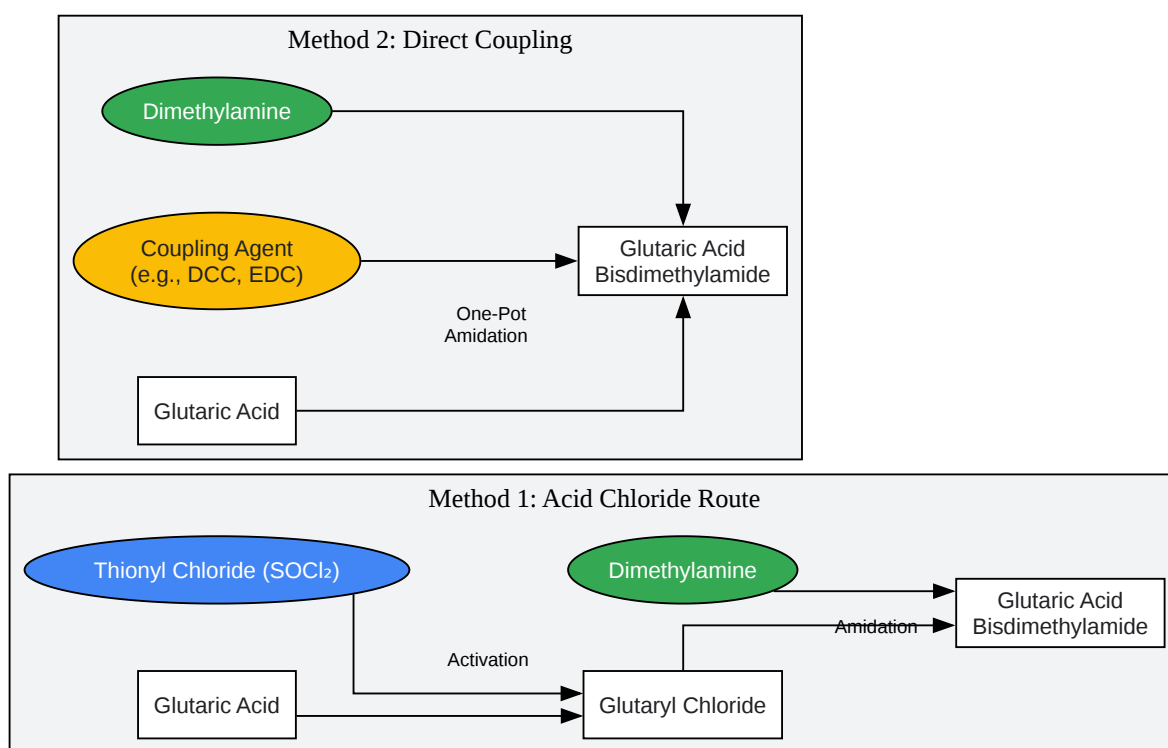 Method 2: Direct Coupling
Dimethylamine
Coupling Agent
(e.g., DCC, EDC)
Glutaric Acid
Bisdimethylamide
One-Pot
Amidation
Glutaric Acid
Method 1: Acid Chloride Route
Thionyl Chloride (SOCl₂)
Dimethylamine
Glutaric Acid
Bisdimethylamide
Amidation
Activation
Glutaric Acid
Glutaryl Chloride